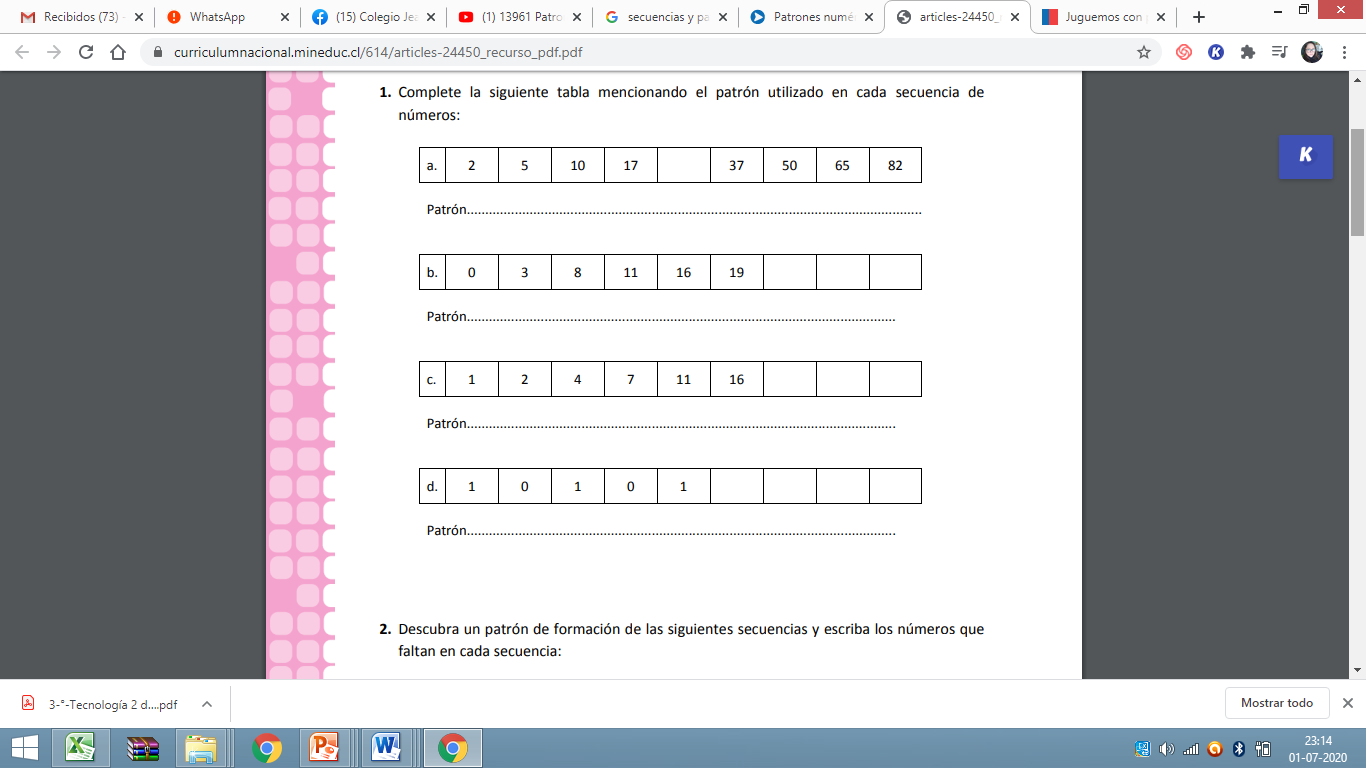 Recibidos (73) -
WhatsApp
(15) Colegio Jea
(1) 13961 Patro
secuencias y pa
Patrones numé
articles-24450_
Juguemos con
curriculumnacional.mineduc.cl/614/articles-24450_recurso_pdf.pdf
1. Complete la siguiente tabla mencionando el patrón utilizado en cada secuencia de
números:
a. 2 5 10 17 37 50 65 82
Patrón....................................................................................................................
b. 0 3 8 11 16 19
Patrón.............................................................................................................
c. 1 2 4 7 11 16
Patrón.............................................................................................................
d. 1 0 1 0 1
Patrón.............................................................................................................
2. Descubra un patrón de formación de las siguientes secuencias y escriba los números que
faltan en cada secuencia:
K
3-°-Tecnología 2 d....pdf
Mostrar todo
23:14
01-07-2020